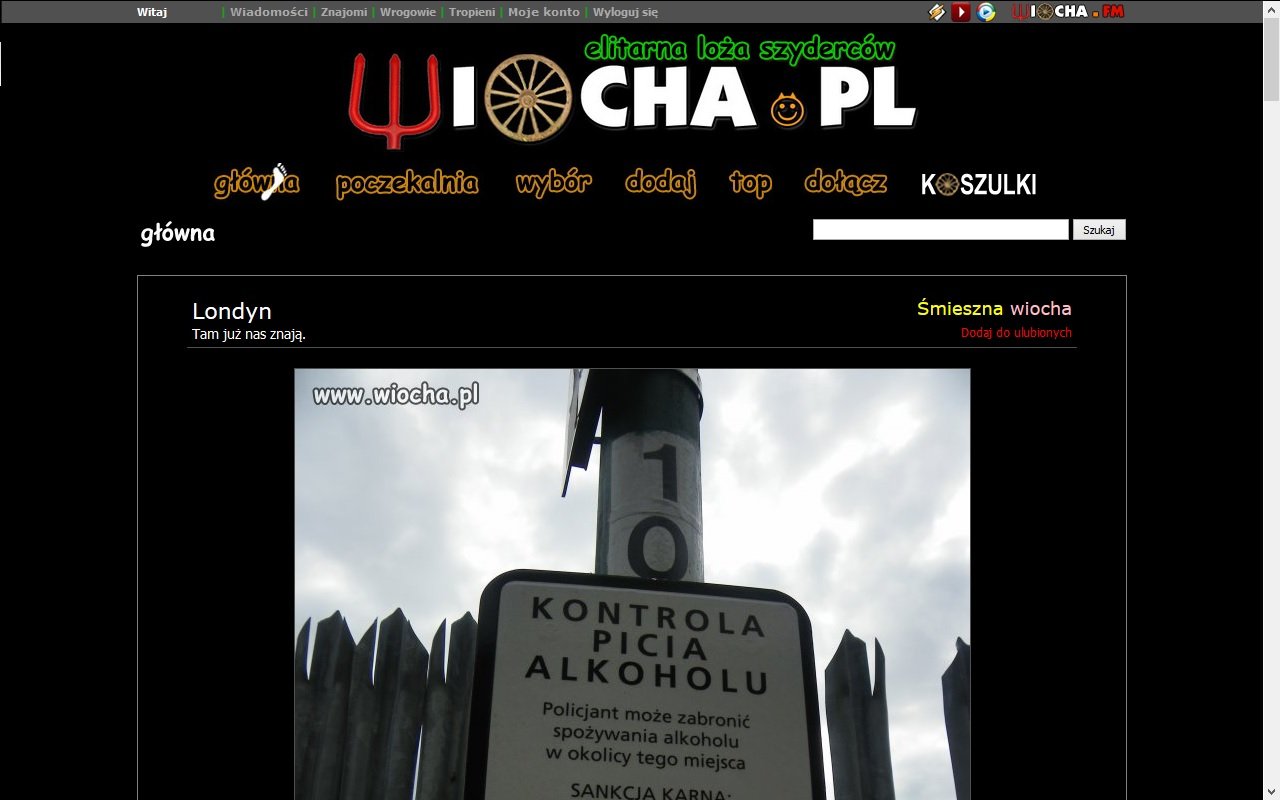 Witaj | Wiadomości | Znajomi | Wrogowie | Tropieni | Moje konto | Wyloguj się WIOCHA.FM
elitarna loża szyderców
WIOCHA.PL
główna poczekalnia wybór dodaj top dołącz KOSZULKI
główna Szukaj
Londyn Śmieszna wiocha
Tam już nas znają. Dodaj do ulubionych
www.wiocha.pl
1
0
KONTROLA
PICIA
ALKOHOLU
Policjant może zabronić
spożywania alkoholu
w okolicy tego miejsca
SANKCJA KARNA: